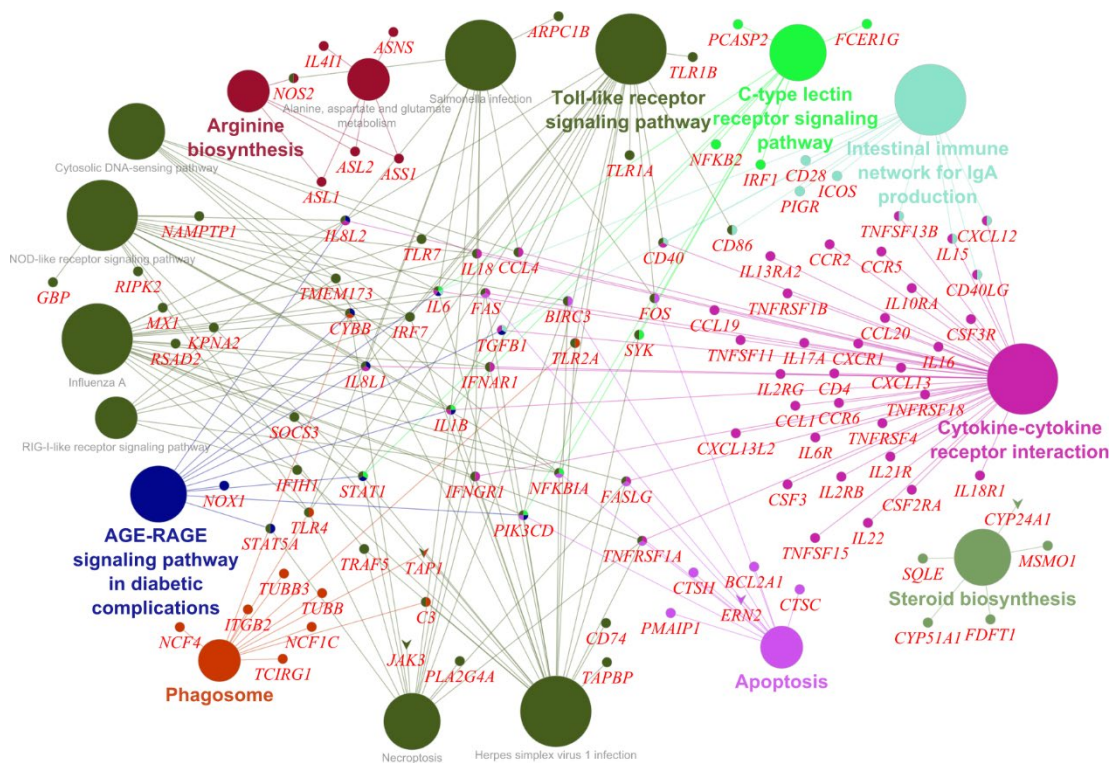 ARPC1B
PCASP2
FCER1G
ASNS
IL4I1
TLR1B
NOS2
Alanine, aspartate and glutamate
metabolism
Salmonella infection
Toll-like receptor
signaling pathway
C-type lectin
receptor signaling
pathway
Arginine
biosynthesis
Intestinal immune
network for IgA
production
Cytosolic DNA-sensing pathway
ASL2
ASS1
TLR1A
NFKB2
IRF1
CD28
ICOS
PIGR
ASL1
NAMPTP1
IL8L2
TLR7
IL18
CCL4
CD40
CD86
TNFSF13B
CXCL12
IL15
NOD-like receptor signaling pathway
GBP
RIPK2
TMEM173
IL6
FAS
BIRC3
FOS
IL13RA2
CCR2
CCR5
CD40LG
TNFRSF1B
IL10RA
MX1
KPNA2
CYBB
IRF7
TGFB1
TLR2A
SYK
CCL19
CCL20
CSF3R
RSAD2
TNFSF11
IL17A
CXCR1
IL16
Influenza A
IL8L1
IFNAR1
IL2RG
CD4
CXCL13
IL1B
CCL1
CCR6
TNFRSF18
RIG-I-like receptor signaling pathway
SOCS3
CXCL13L2
IL6R
TNFRSF4
Cytokine-cytokine
receptor interaction
NOX1
IFIH1
STAT1
IFNGR1
NFKBIA
FASLG
CSF3
IL2RB
IL21R
CSF2RA
IL18R1
AGE-RAGE
signaling pathway
in diabetic
complications
STAT5A
TLR4
PIK3CD
TNFRSF1A
TNFSF15
IL22
CYP24A1
TRAF5
TAP1
TUBB3
TUBB
C3
CTSH
BCL2A1
ERN2
CTSC
SQLE
MSMO1
Steroid biosynthesis
ITGB2
NCF4
NCF1C
TCIRG1
JAK3
PLA2G4A
CD74
TAPBP
PMAIP1
CYP51A1
FDFT1
Phagosome
Apoptosis
Necroptosis
Herpes simplex virus 1 infection